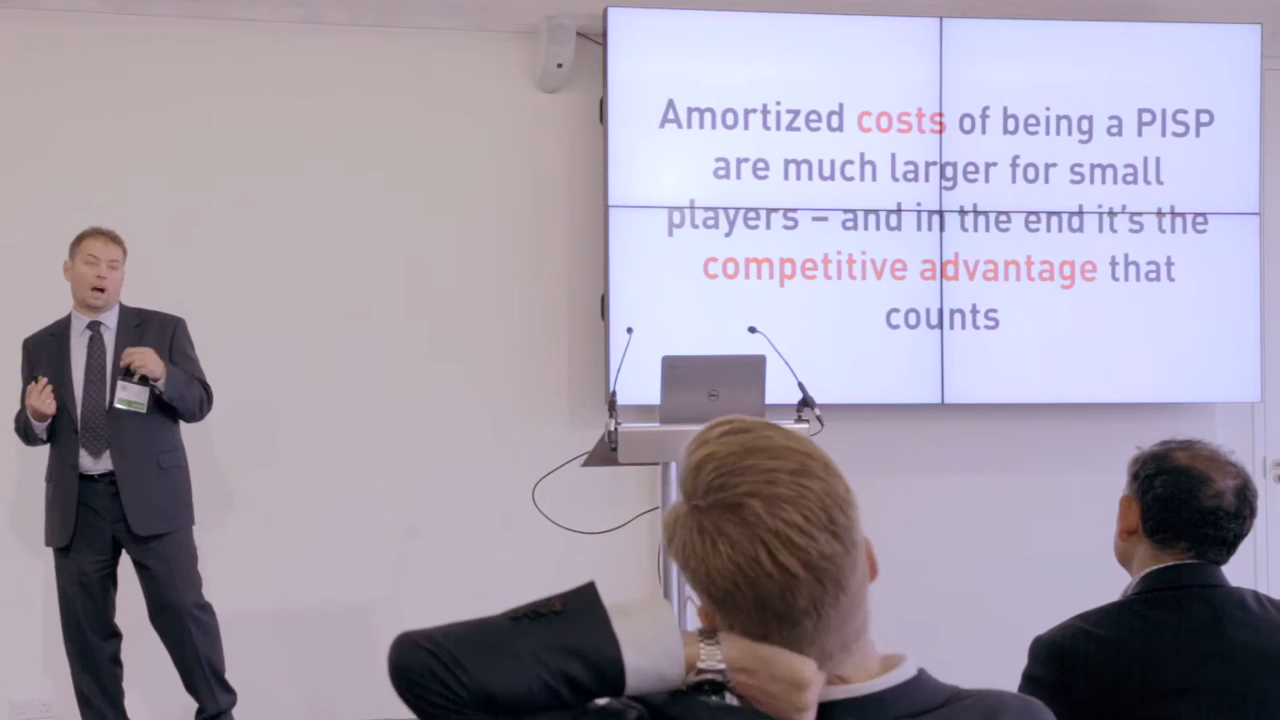 Amortized costs of being a PISP
are much larger for small
players – and in the end it's the
competitive advantage that
counts